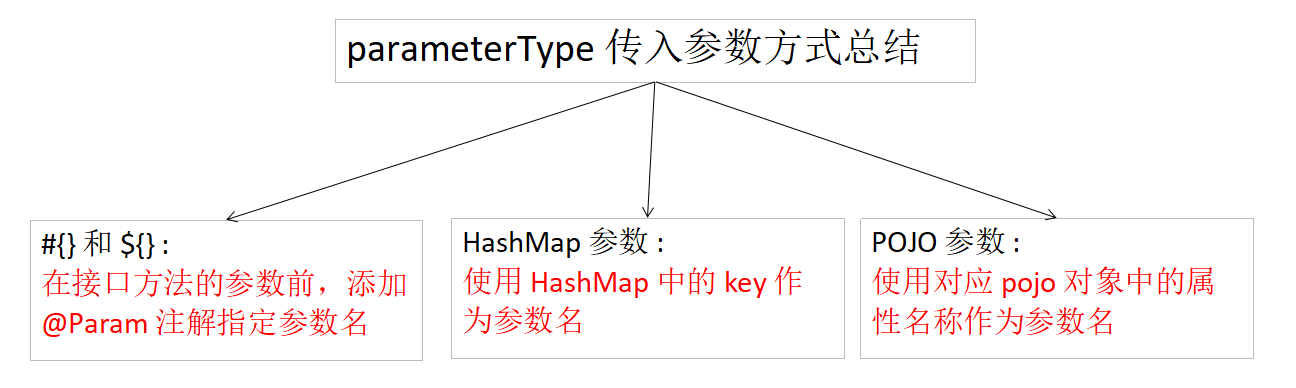 parameterType 传入参数方式总结
#{} 和 ${} :
在接口方法的参数前，添加
@Param 注解指定参数名
HashMap 参数 :
使用 HashMap 中的 key 作
为参数名
POJO 参数 :
使用对应 pojo 对象中的属
性名称作为参数名